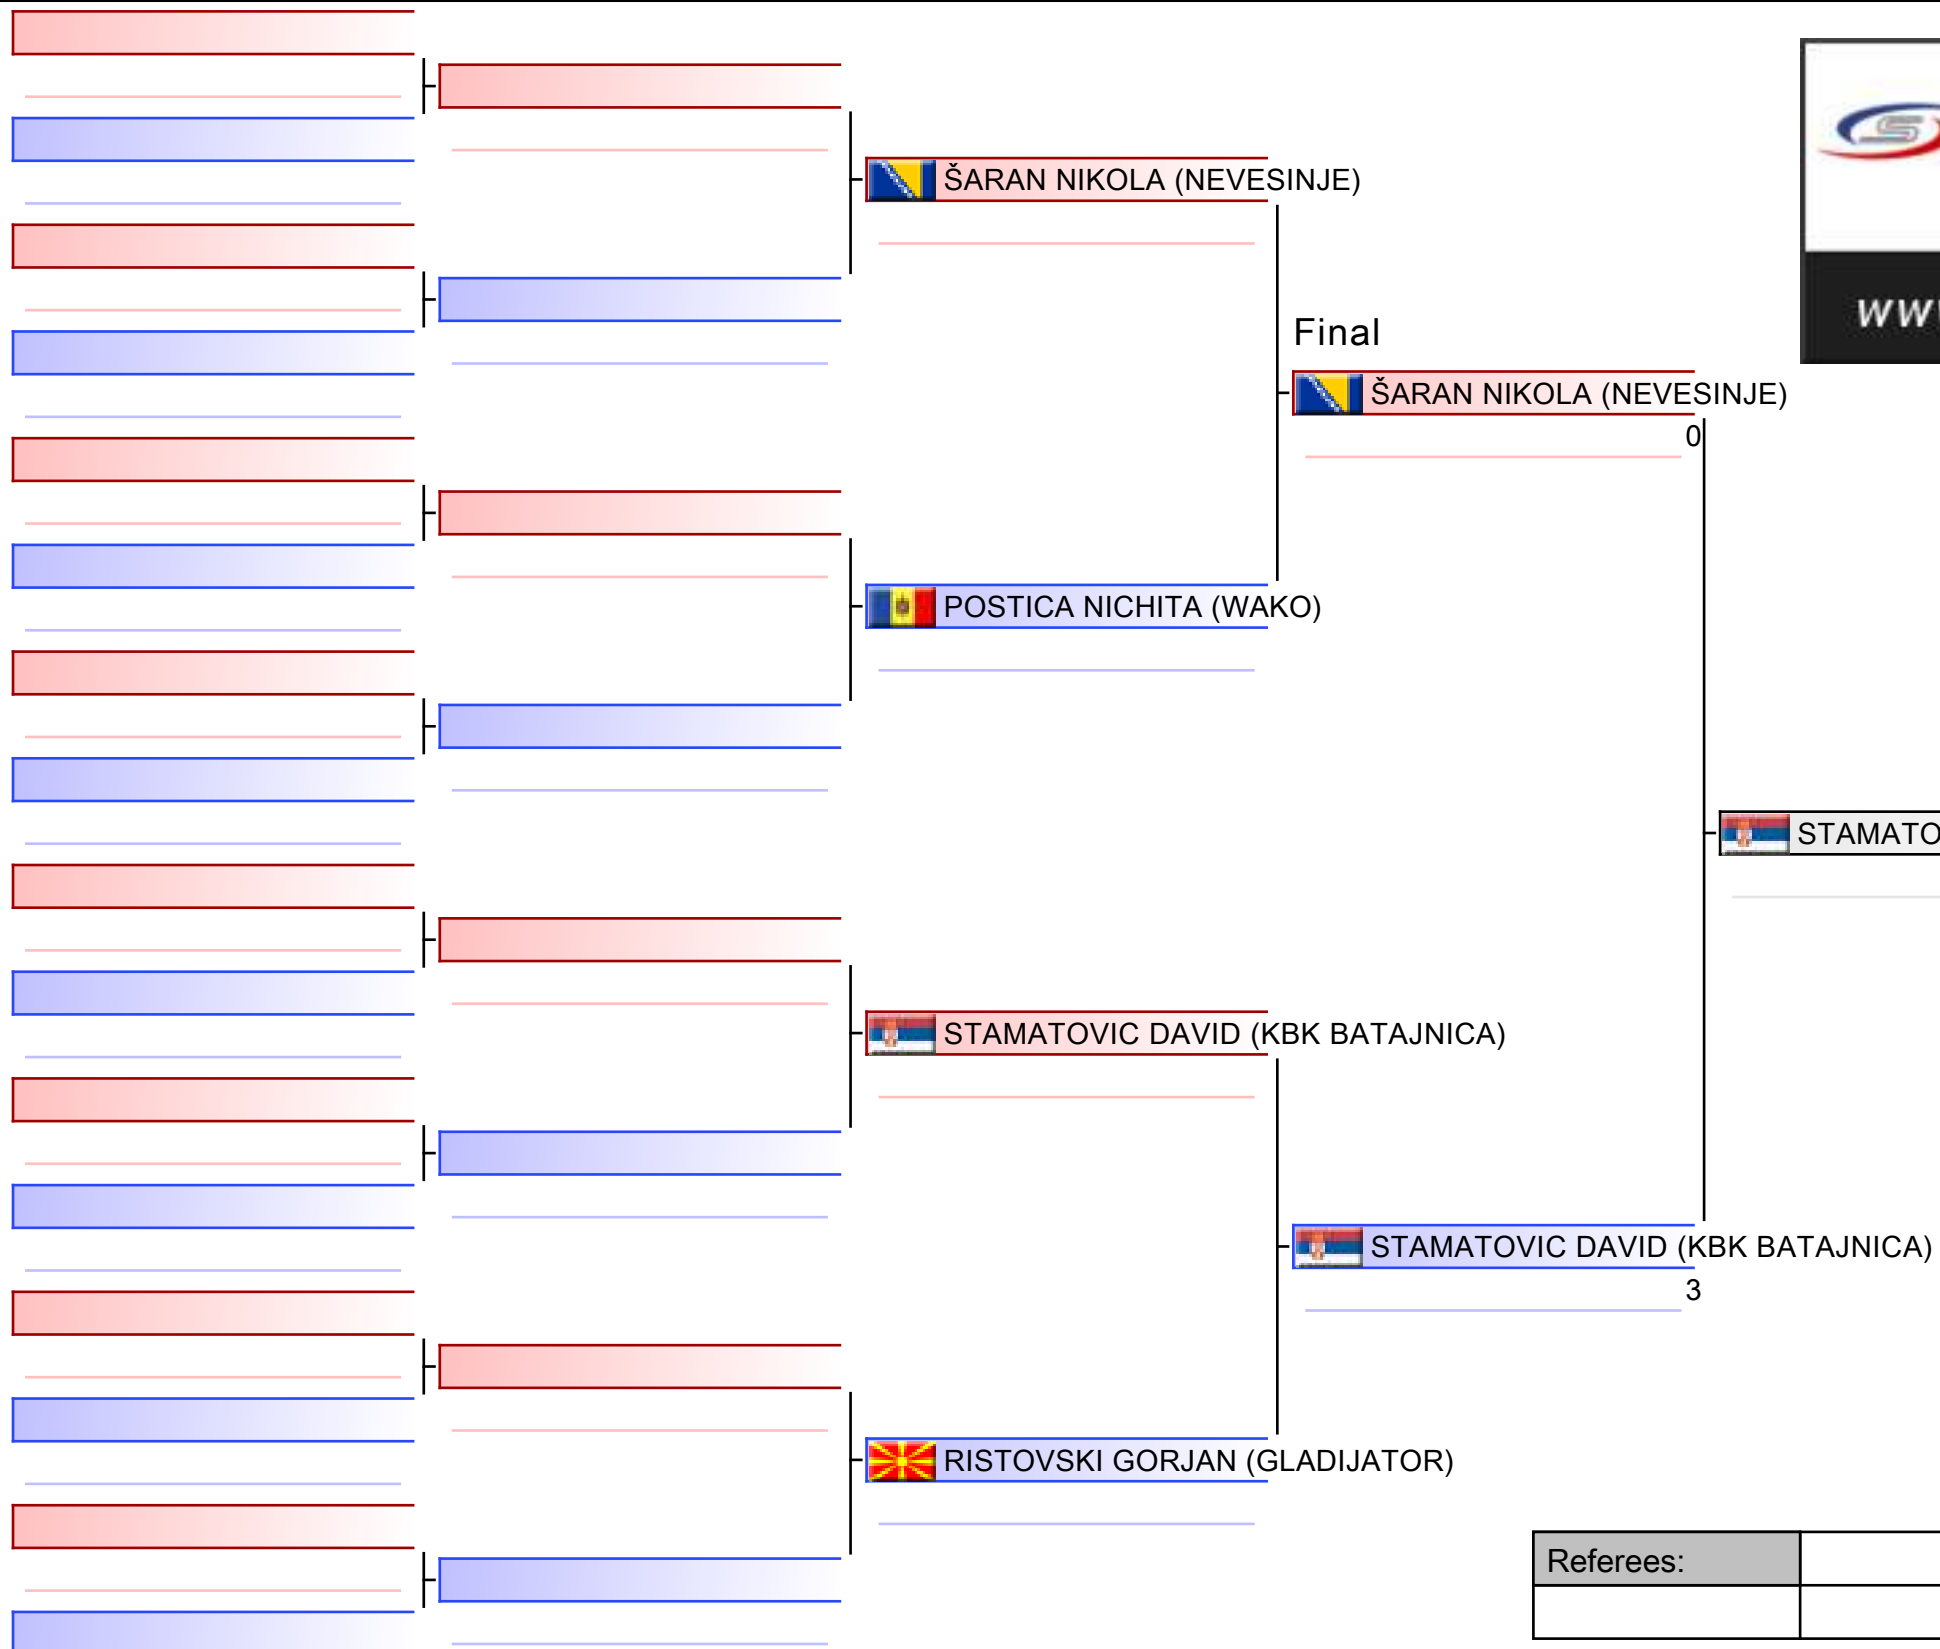 ŠARAN NIKOLA (NEVESINJE)
Final
ŠARAN NIKOLA (NEVESINJE)
0
POSTICA NICHITA (WAKO)
STAMATOVIC DAVID (KBK BATAJNICA)
STAMATOVIC DAVID (KBK BATAJNICA)
3
RISTOVSKI GORJAN (GLADIJATOR)
Referees: